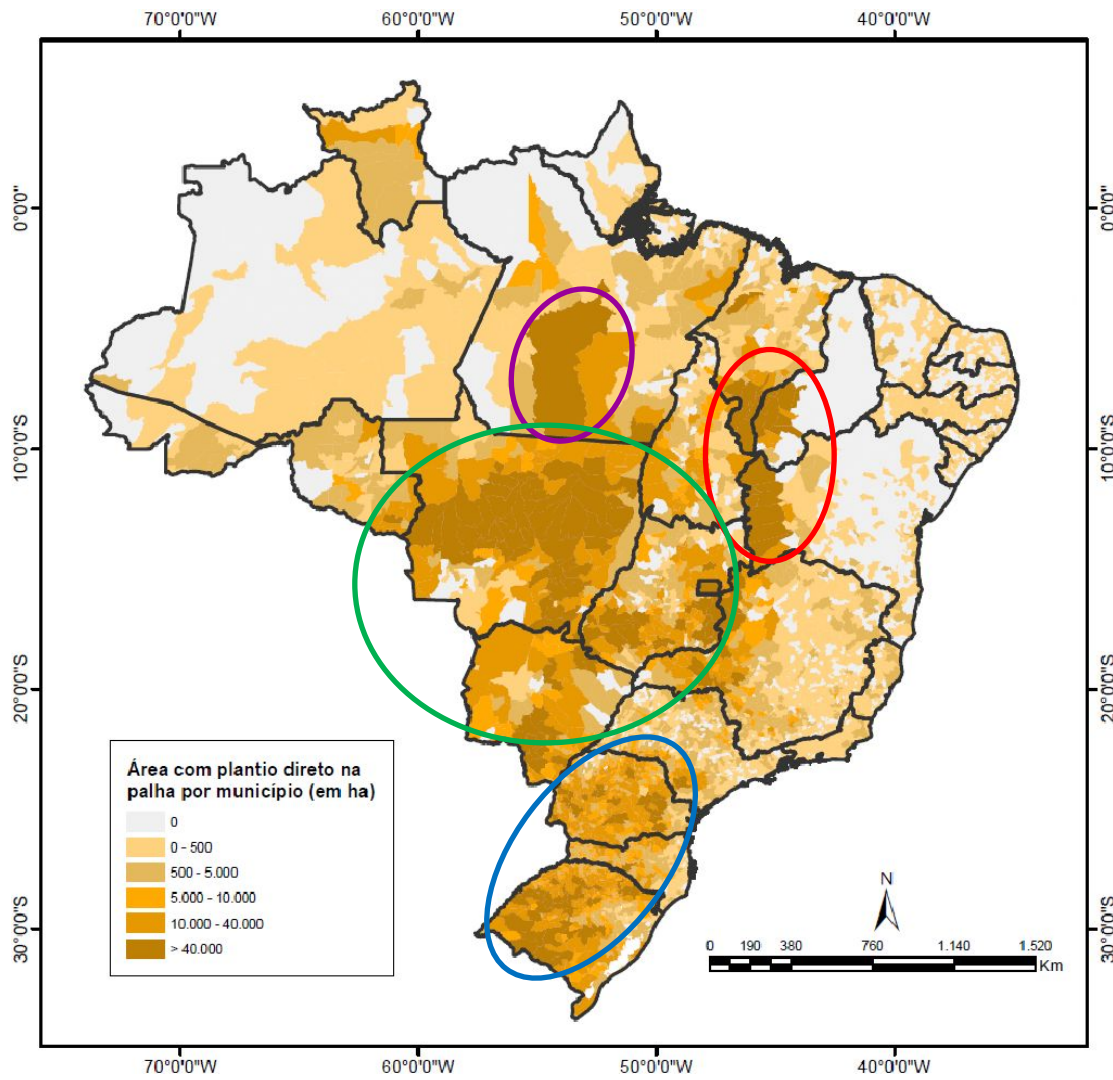 70°0'0"W 60°0'0"W 50°0'0"W 40°0'0"W
0°0'0"
10°0'0"S
20°0'0"S
30°0'0"S
0°0'0"
10°0'0"S
20°0'0"S
30°0'0"S
Área com plantio direto na
palha por município (em ha)
0
0 - 500
500 - 5.000
5.000 - 10.000
10.000 - 40.000
> 40.000
N
0 190 380 760 1.140 1.520
Km
70°0'0"W 60°0'0"W 50°0'0"W 40°0'0"W